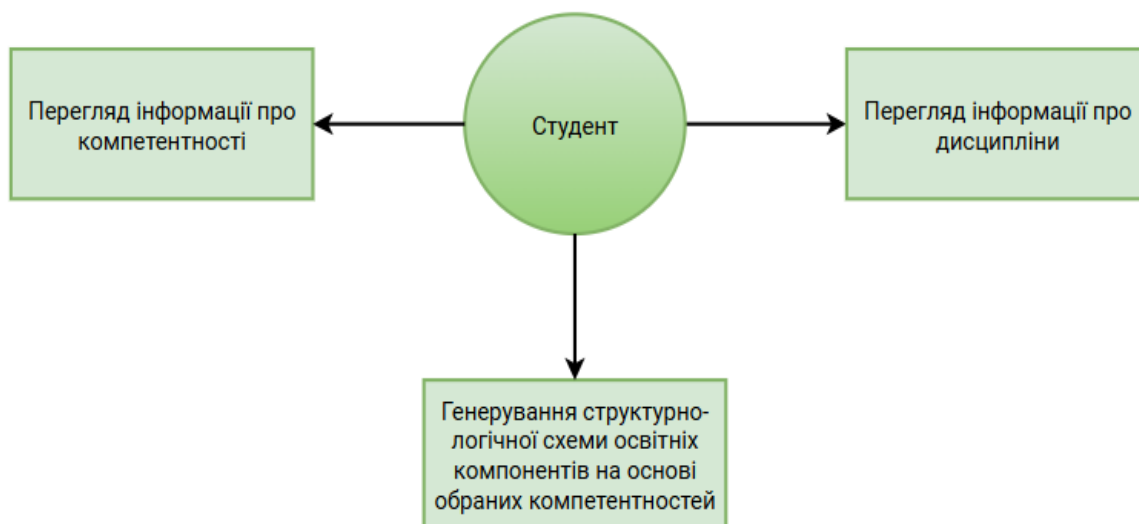 Перегляд інформації про
компетентності
Студент
Перегляд інформації про
дисципліни
Генерування структурно-
логічної схеми освітніх
компонентів на основі
обраних компетентностей